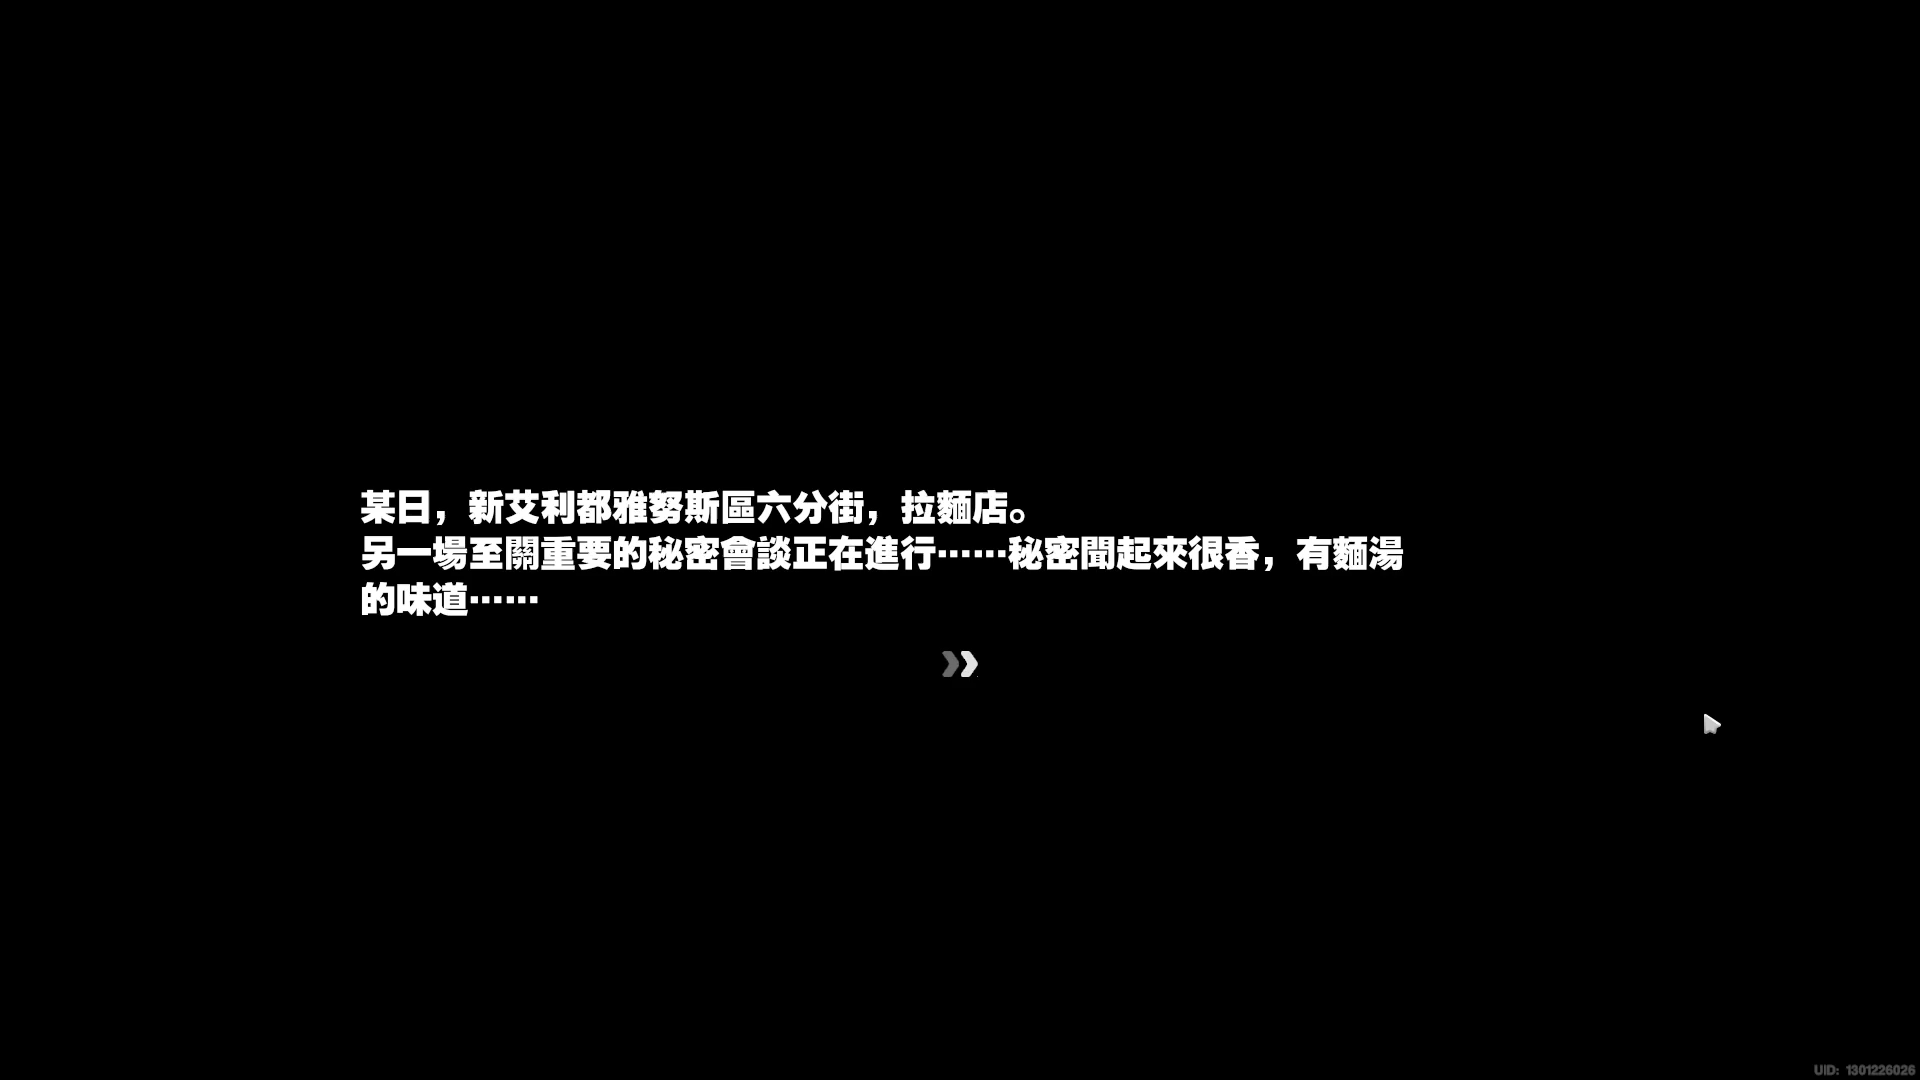 某日，新艾利都雅努斯區六分街，拉麵店。
另一場至關重要的秘密會談正在進行……秘密聞起來很香，有麵湯
的味道……
UID: 1301226026